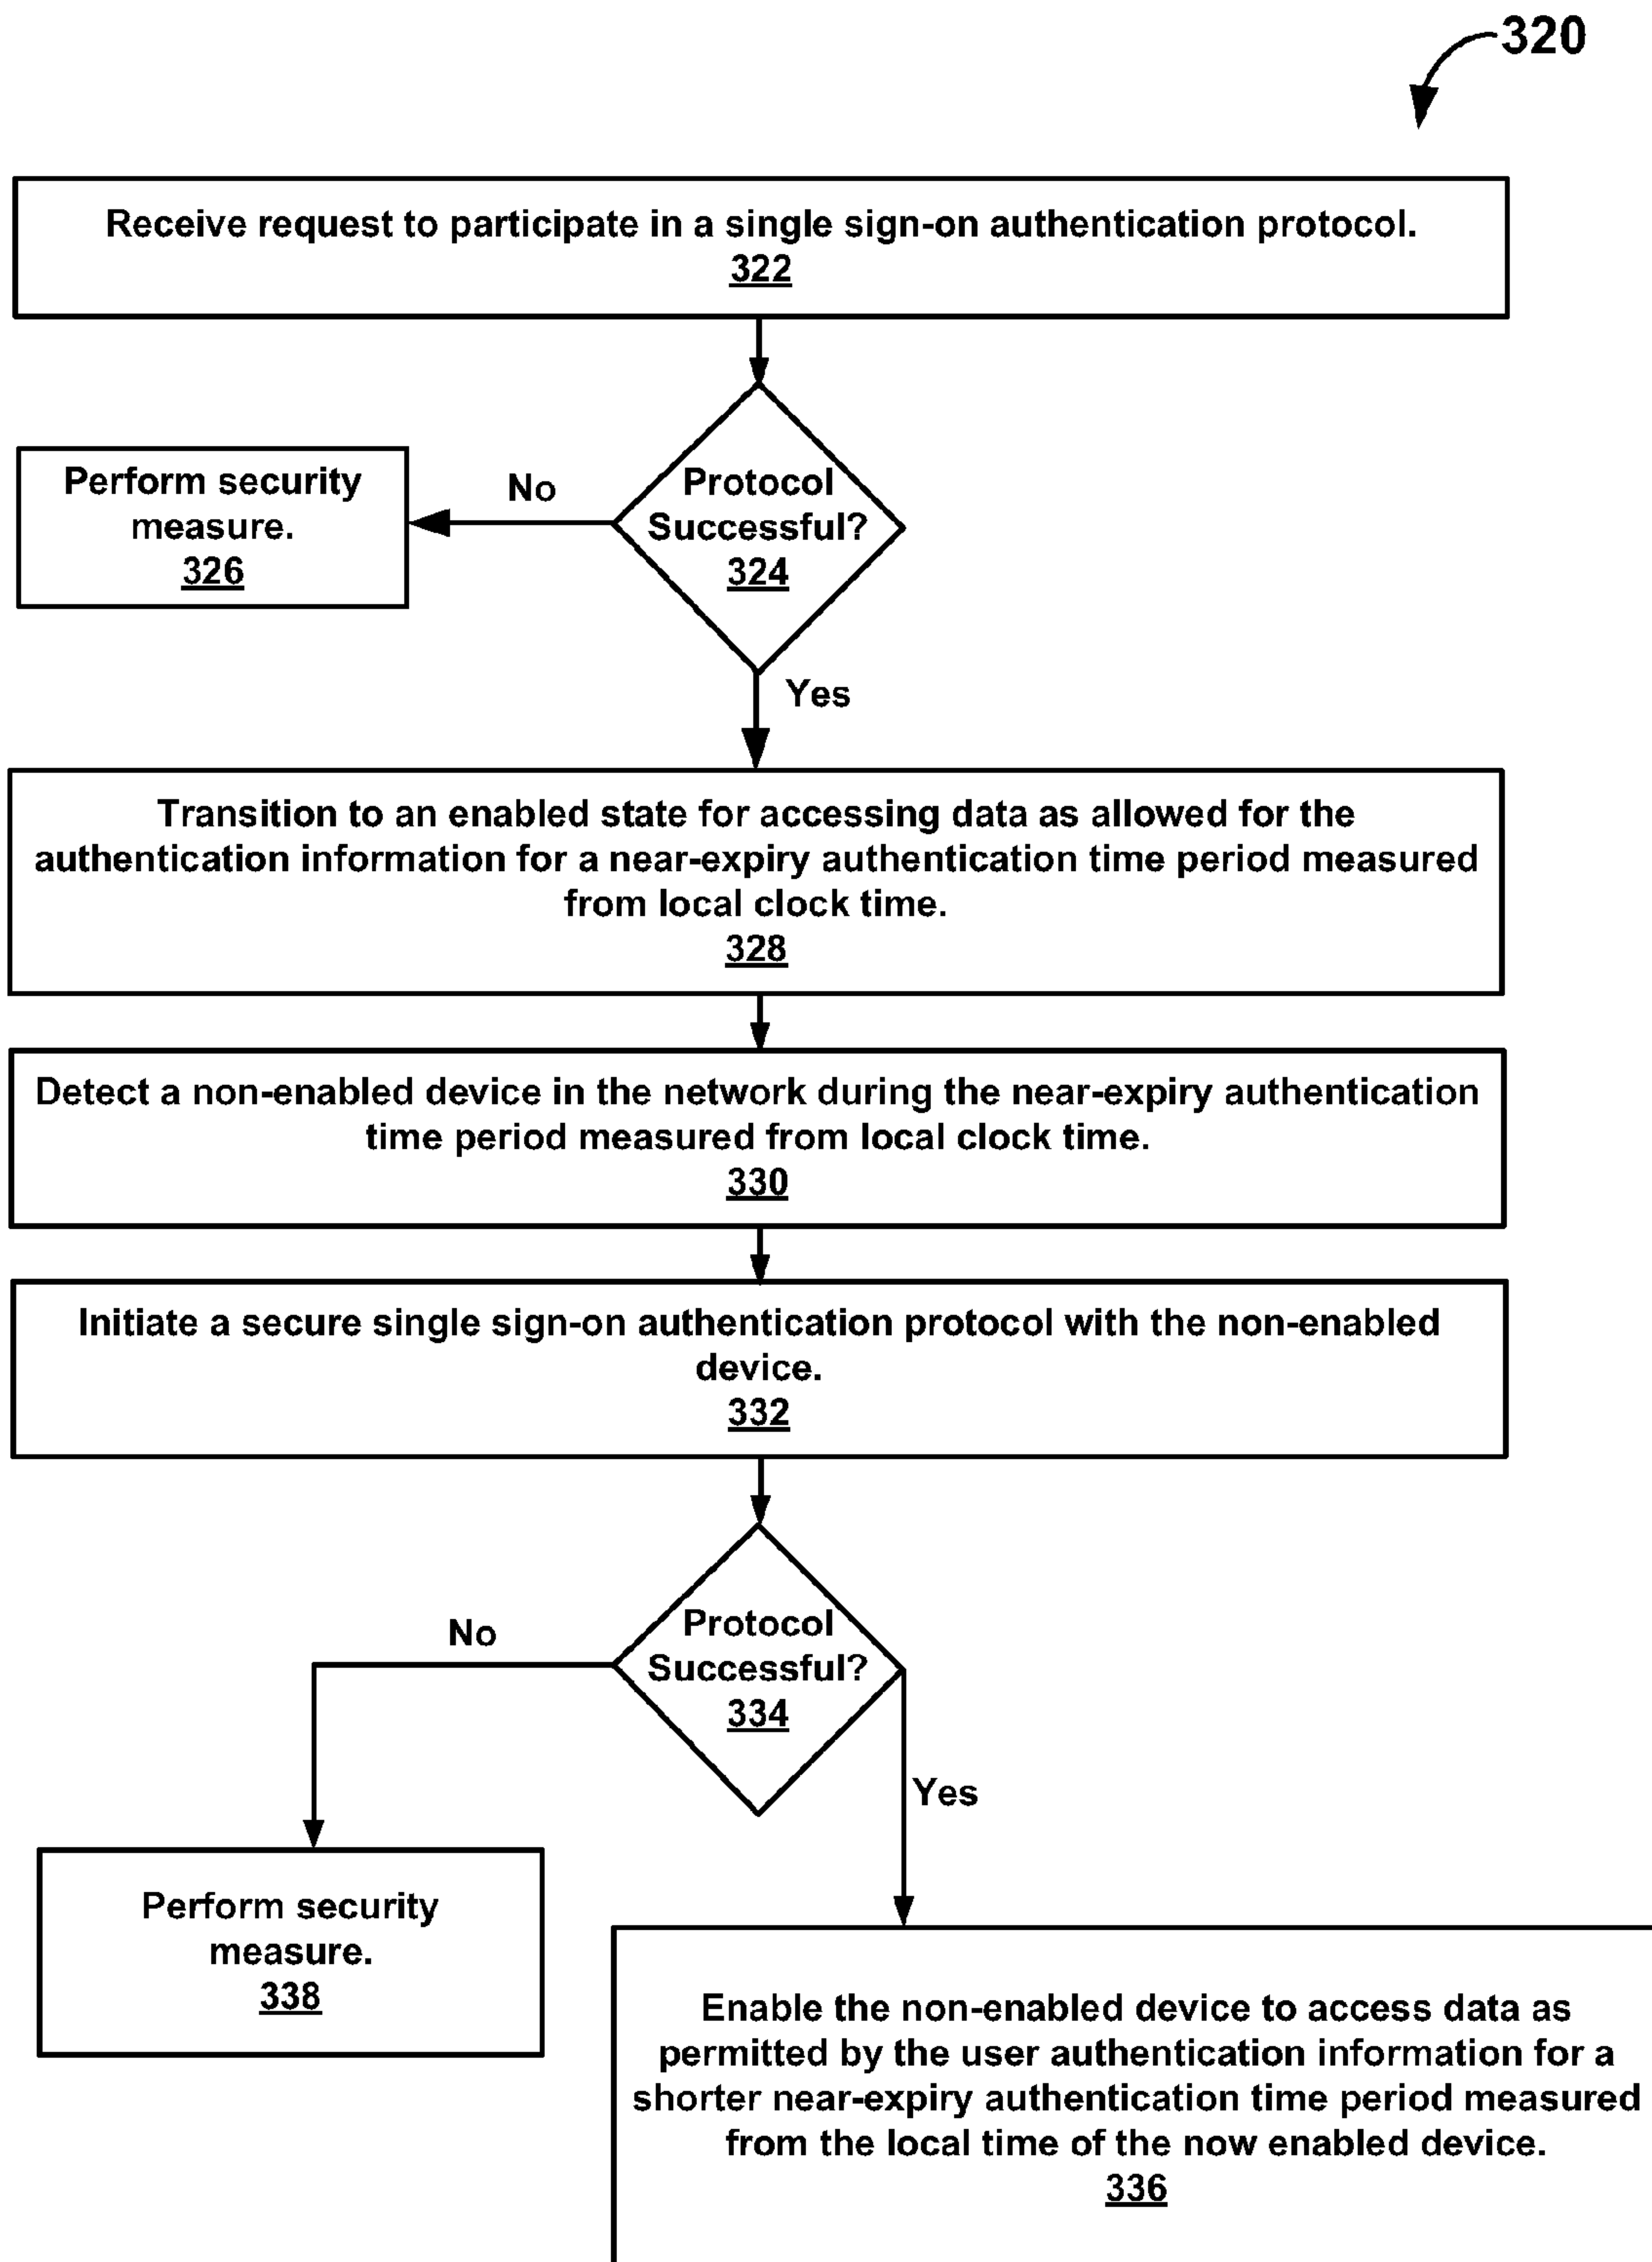 320
Receive request to participate in a single sign-on authentication protocol.
322
Protocol
Successful?
324
No
Perform security
measure.
326
Yes
Transition to an enabled state for accessing data as allowed for the
authentication information for a near-expiry authentication time period measured
from local clock time.
328
Detect a non-enabled device in the network during the near-expiry authentication
time period measured from local clock time.
330
Initiate a secure single sign-on authentication protocol with the non-enabled
device.
332
Protocol
Successful?
334
No
Yes
Perform security
measure.
338
Enable the non-enabled device to access data as
permitted by the user authentication information for a
shorter near-expiry authentication time period measured
from the local time of the now enabled device.
336